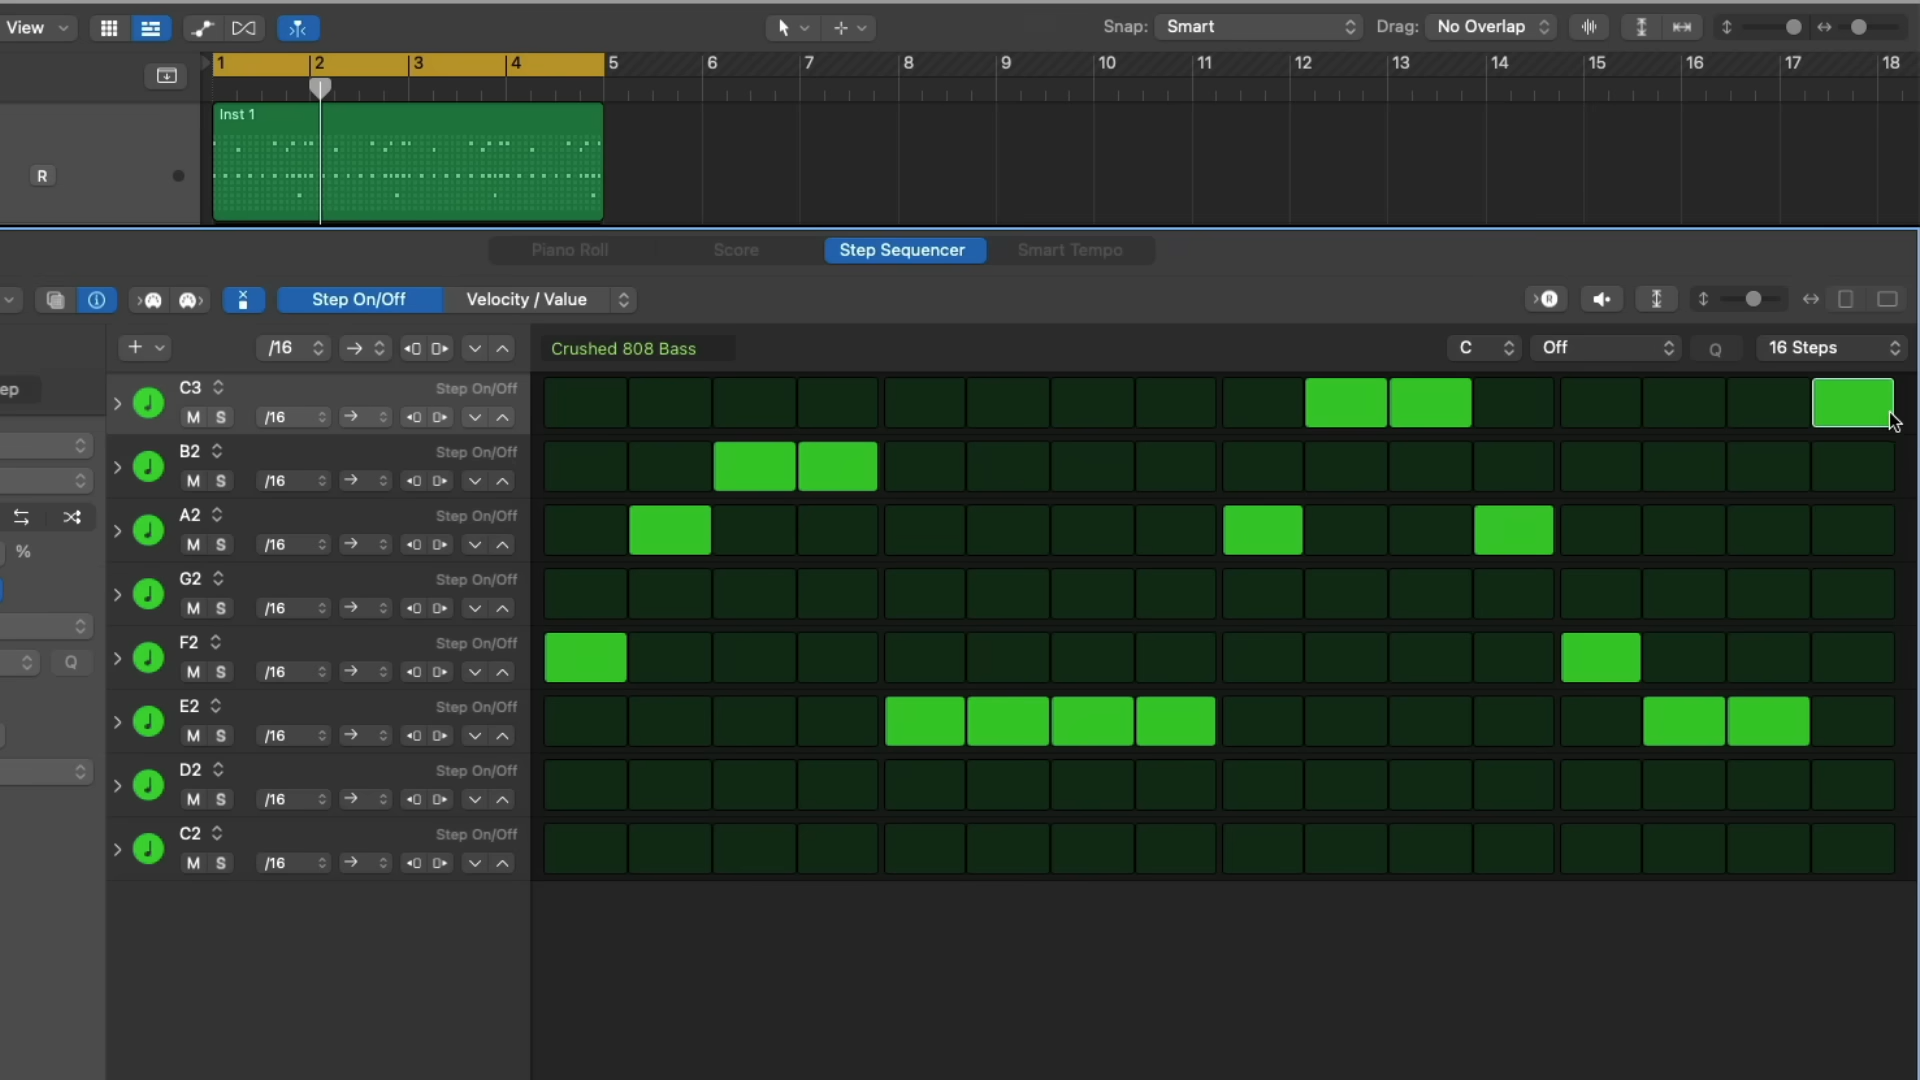 View
Snap: Smart Drag: No Overlap
1 2 3 4 5 6 7 8 9 10 11 12 13 14 15 16 17 18
Inst 1
R
Piano Roll Score Step Sequencer Smart Tempo
Step On/Off Velocity / Value R
/16 Crushed 808 Bass C Off Q 16 Steps
ep
C3 Step On/Off
M S /16
B2 Step On/Off
M S /16
A2 Step On/Off
M S /16
%
G2 Step On/Off
M S /16
F2 Step On/Off
Q M S /16
E2 Step On/Off
M S /16
D2 Step On/Off
M S /16
C2 Step On/Off
M S /16